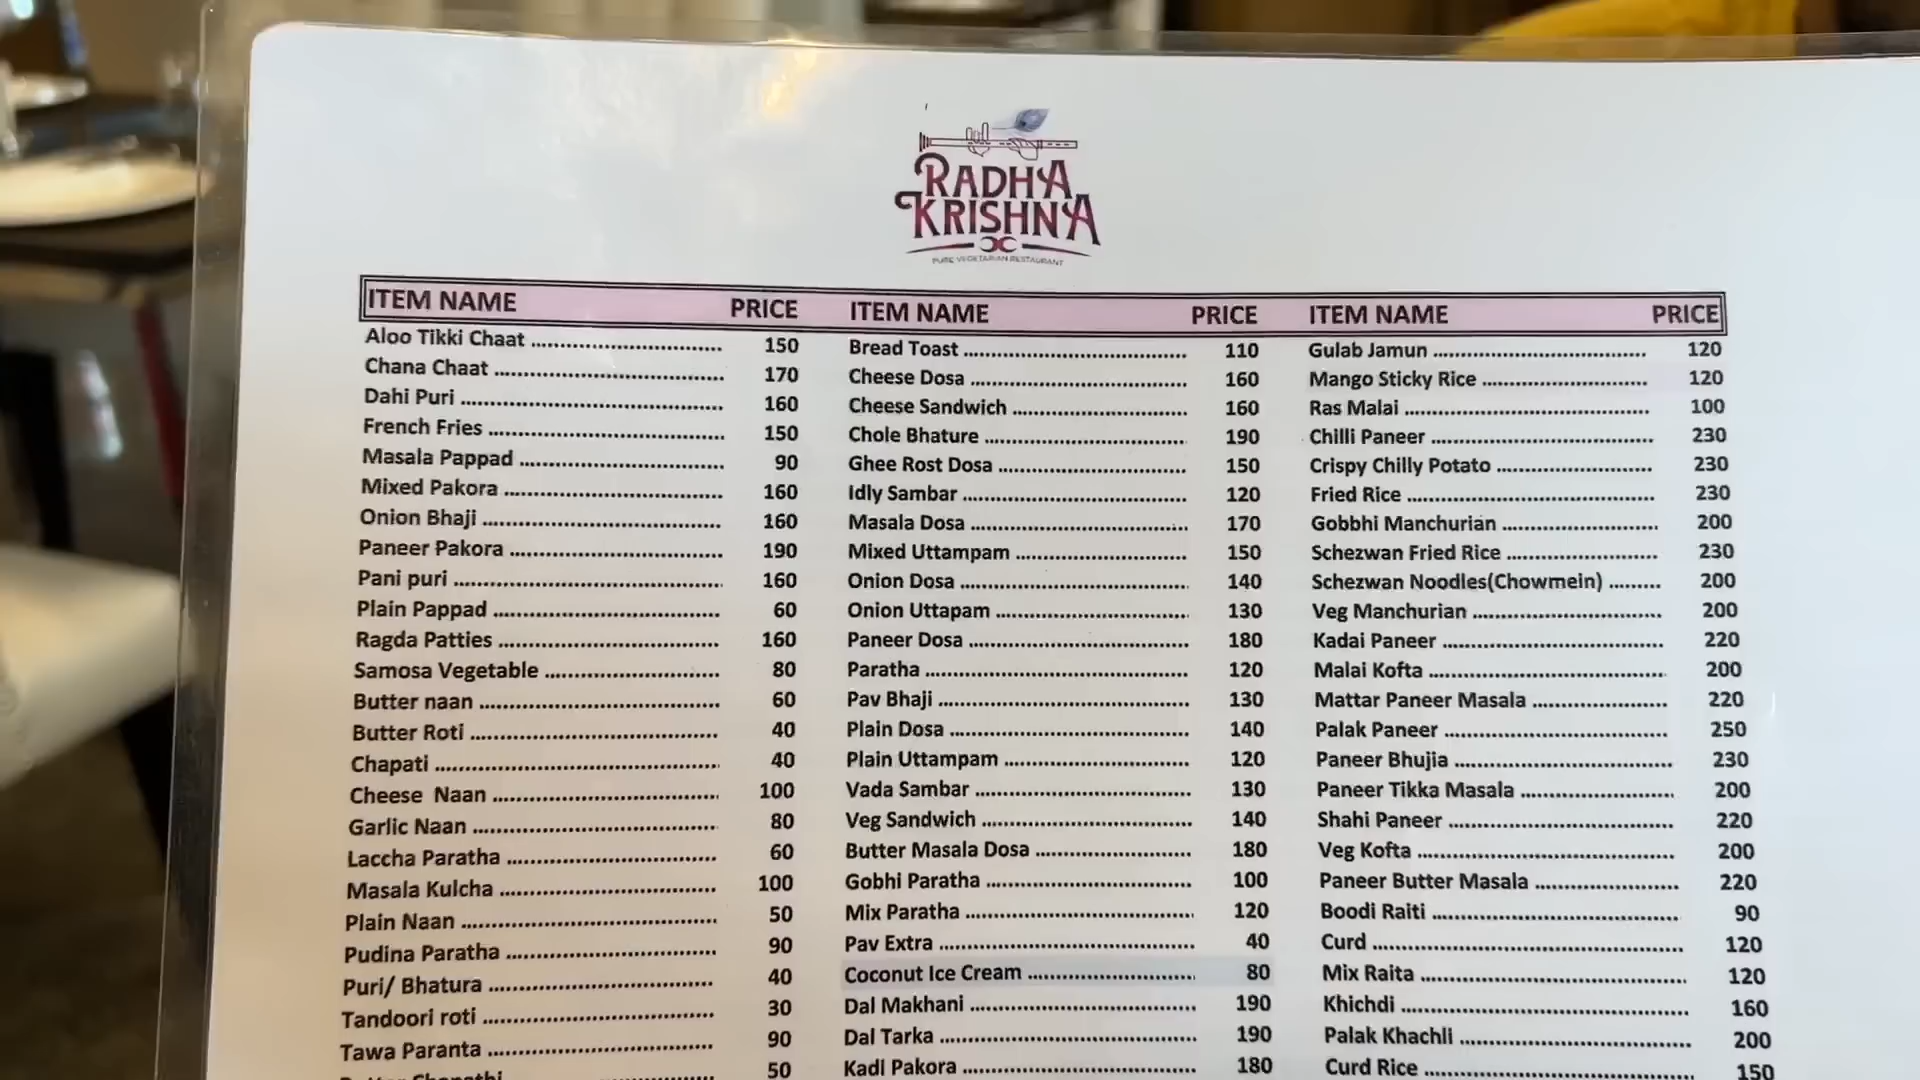 RADHA
KRISHNA
PURE VEGETARIAN RESTAURANT
ITEM NAME PRICE
Aloo Tikki Chaat 150
Chana Chaat 170
Dahi Puri 160
French Fries 150
Masala Pappad 90
Mixed Pakora 160
Onion Bhaji 160
Paneer Pakora 190
Pani puri 160
Plain Pappad 60
Ragda Patties 160
Samosa Vegetable 80
Butter naan 60
Butter Roti 40
Chapati 40
Cheese Naan 100
Garlic Naan 80
Laccha Paratha 60
Masala Kulcha 100
Plain Naan 50
Pudina Paratha 90
Puri/ Bhatura 40
Tandoori roti 30
Tawa Paranta 90
50
ITEM NAME PRICE
Bread Toast 110
Cheese Dosa 160
Cheese Sandwich 160
Chole Bhature 190
Ghee Rost Dosa 150
Idly Sambar 120
Masala Dosa 170
Mixed Uttampam 150
Onion Dosa 140
Onion Uttapam 130
Paneer Dosa 180
Paratha 120
Pav Bhaji 130
Plain Dosa 140
Plain Uttampam 120
Vada Sambar 130
Veg Sandwich 140
Butter Masala Dosa 180
Gobhi Paratha 100
Mix Paratha 120
Pav Extra 40
Coconut Ice Cream 80
Dal Makhani 190
Dal Tarka 190
Kadl Pakora 180
ITEM NAME PRICE
Gulab Jamun 120
Mango Sticky Rice 120
Ras Malai 100
Chilli Paneer 230
Crispy Chilly Potato 230
Fried Rice 230
Gobbhi Manchurian 200
Schezwan Fried Rice 230
Schezwan Noodles(Chowmein) 200
Veg Manchurian 200
Kadai Paneer 220
Malai Kofta 200
Mattar Paneer Masala 220
Palak Paneer 250
Paneer Bhujia 230
Paneer Tikka Masala 200
Shahi Paneer 220
Veg Kofta 200
Paneer Butter Masala 220
Boodi Raiti 90
Curd 120
Mix Raita 120
Khichdi 160
Palak Khachli 200
Curd Rice 150